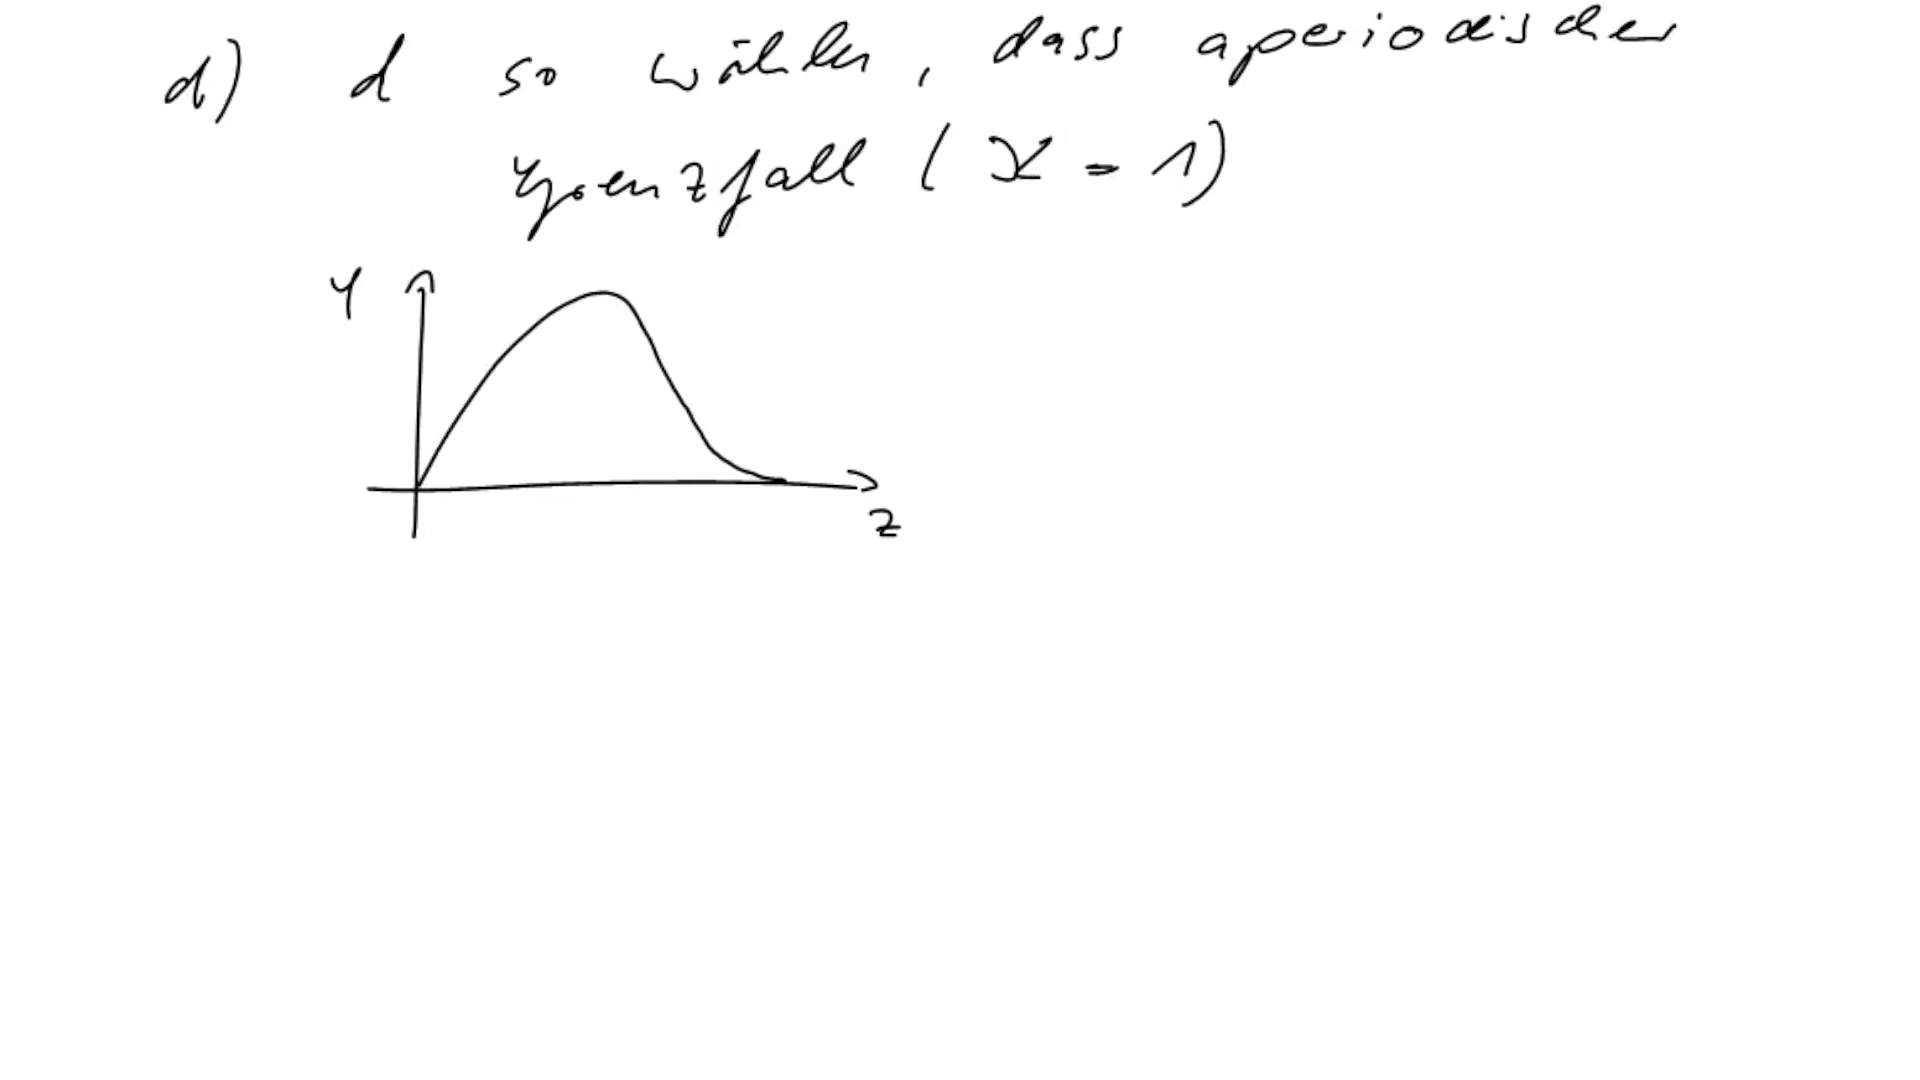 d) d so wählen, dass aperiodischer
Grenzfall (ϰ = 1)
y
z